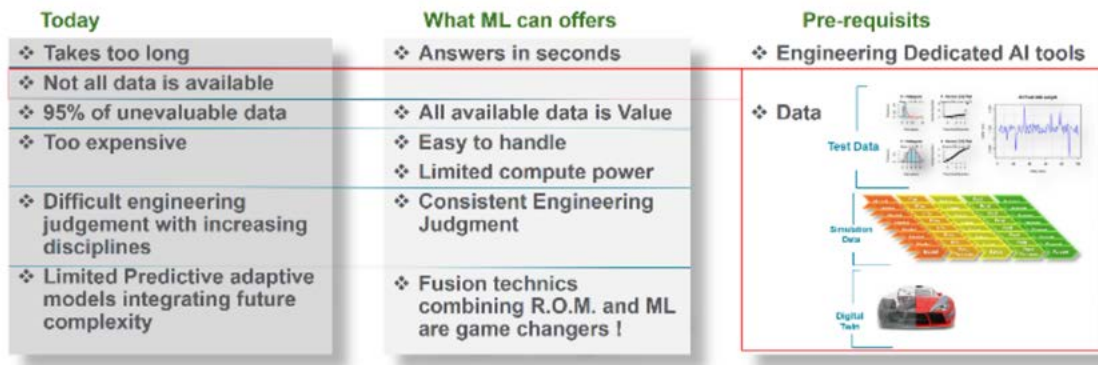 Today
What ML can offers
Pre-requisits
❖ Takes too long
❖ Not all data is available
❖ 95% of unevaluable data
❖ Too expensive
❖ Difficult engineering
judgement with increasing
disciplines
❖ Limited Predictive adaptive
models integrating future
complexity
❖ Answers in seconds
❖ All available data is Value
❖ Easy to handle
❖ Limited compute power
❖ Consistent Engineering
Judgment
❖ Fusion technics
combining R.O.M. and ML
are game changers !
❖ Engineering Dedicated AI tools
❖ Data
Test Data
Simulation
Data
Digital
Twin